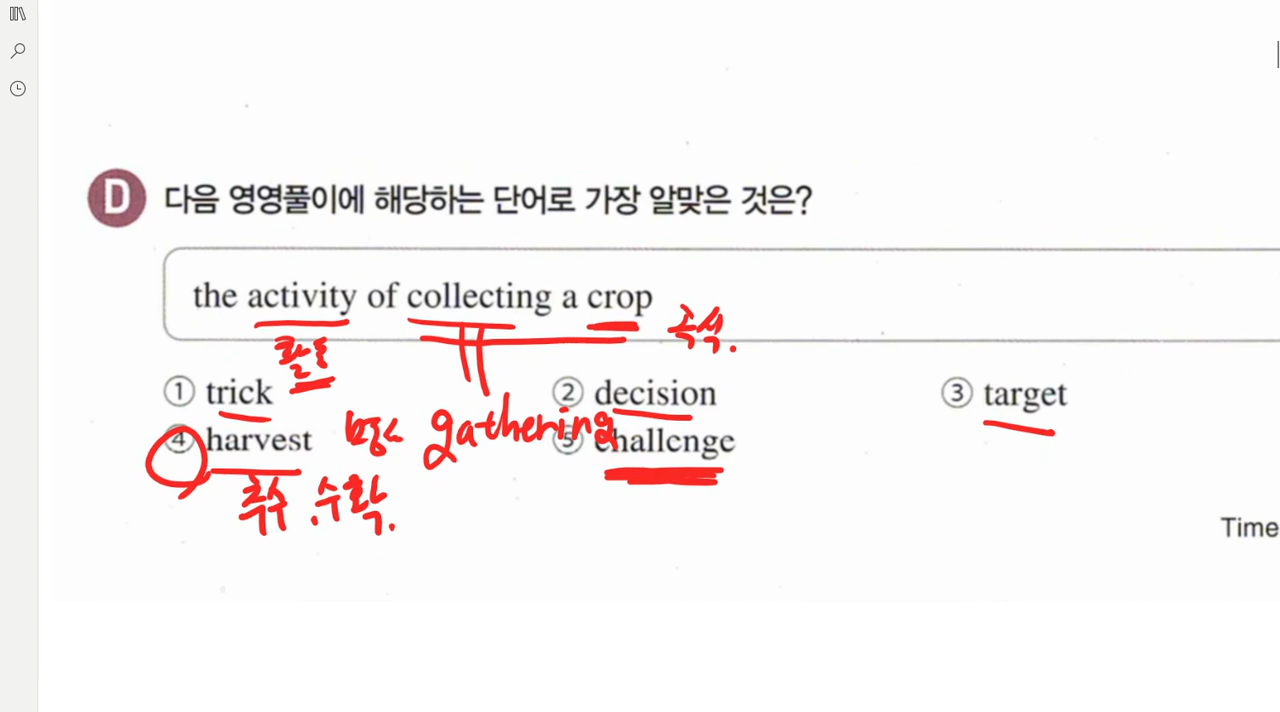 D 다음 영영풀이에 해당하는 단어로 가장 알맞은 것은?
the activity of collecting a crop
곡식.
활동
① trick ② decision ③ target
④ harvest gathering ⑤ challenge
추수.수확.
Time